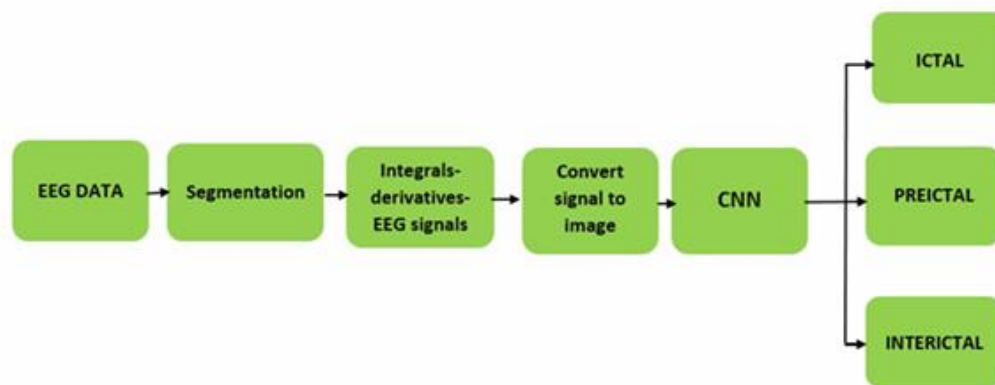 EEG DATA
Segmentation
Integrals-
derivatives-
EEG signals
Convert
signal to
image
CNN
ICTAL
PREICTAL
INTERICTAL